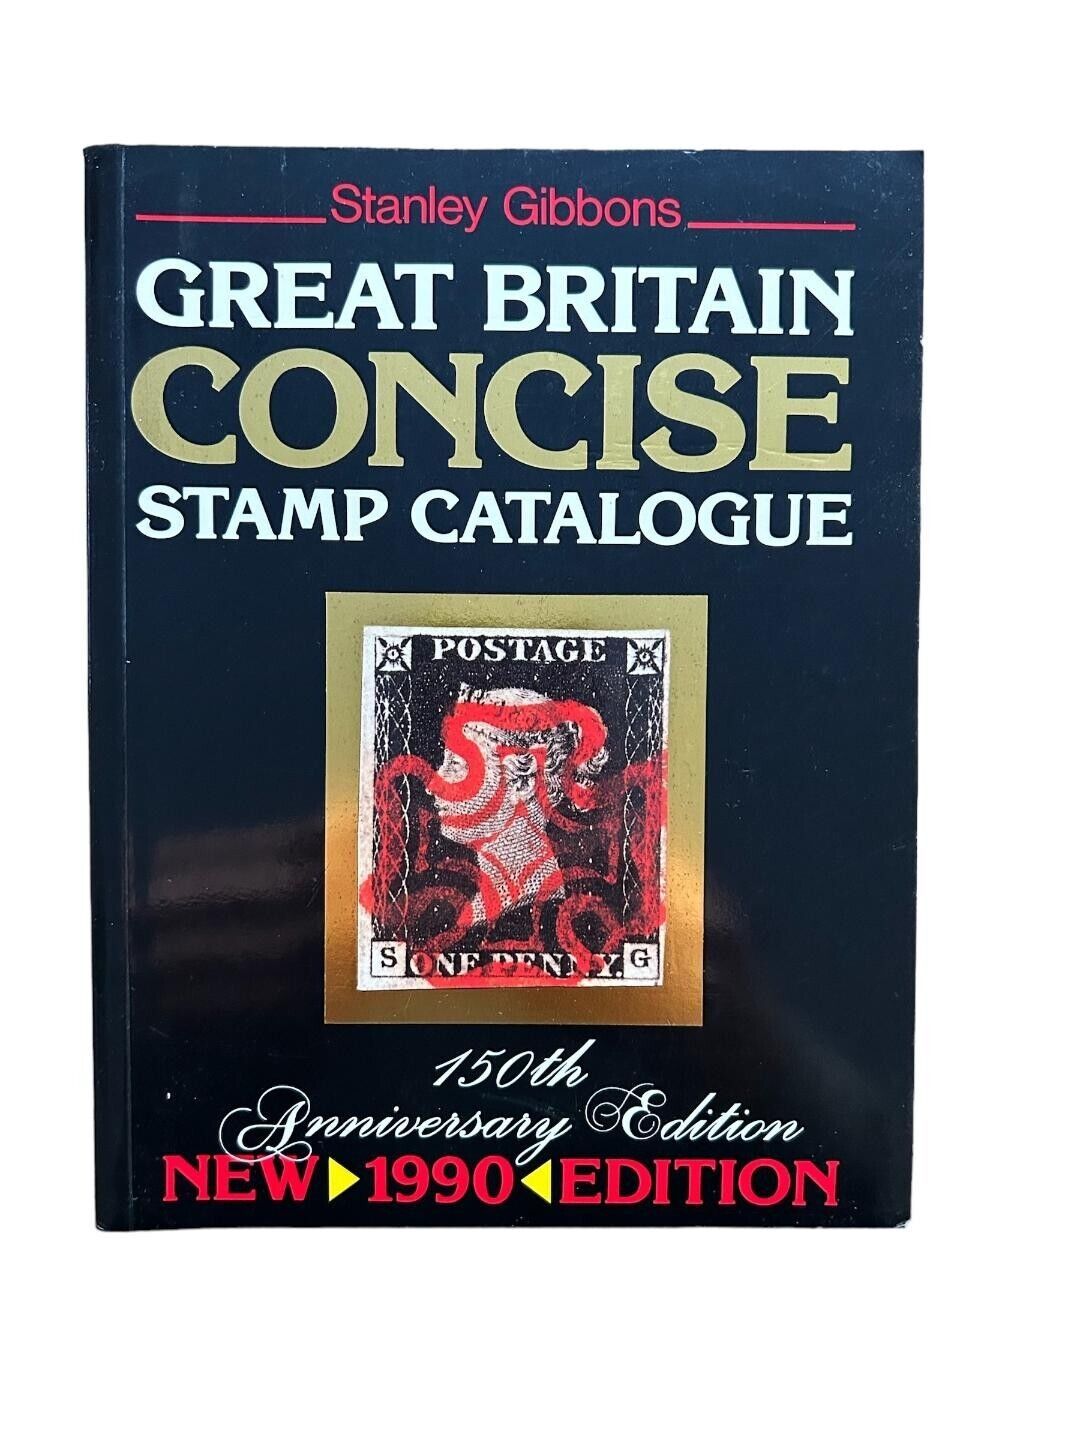 Stanley Gibbons
GREAT BRITAIN
CONCISE
STAMP CATALOGUE
POSTAGE
S ONE PENNY. G
150th
Anniversary Edition
NEW 1990 EDITION